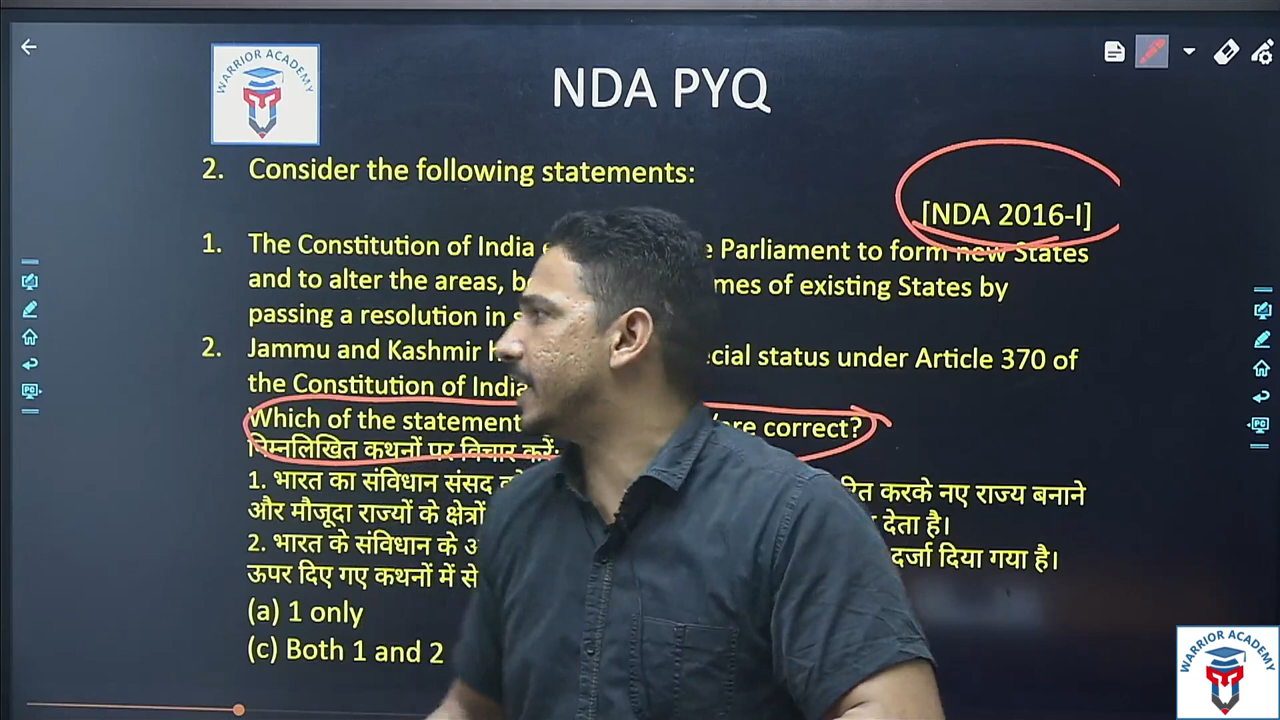 WARRIOR ACADEMY
NDA PYQ
2. Consider the following statements:
[NDA 2016-I]
1. The Constitution of India Parliament to form new States
and to alter the areas, of existing States by
passing a resolution in
2. Jammu and Kashmir status under Article 370 of
the Constitution of India
Which of the statement correct?
निम्नलिखित कथनों पर विचार करें:
1. भारत का संविधान संसद करके नए राज्य बनाने
और मौजूदा राज्यों के क्षेत्रों देता है।
2. भारत के संविधान के दर्जा दिया गया है।
ऊपर दिए गए कथनों में से
(a) 1 only
(c) Both 1 and 2
WARRIOR ACADEMY